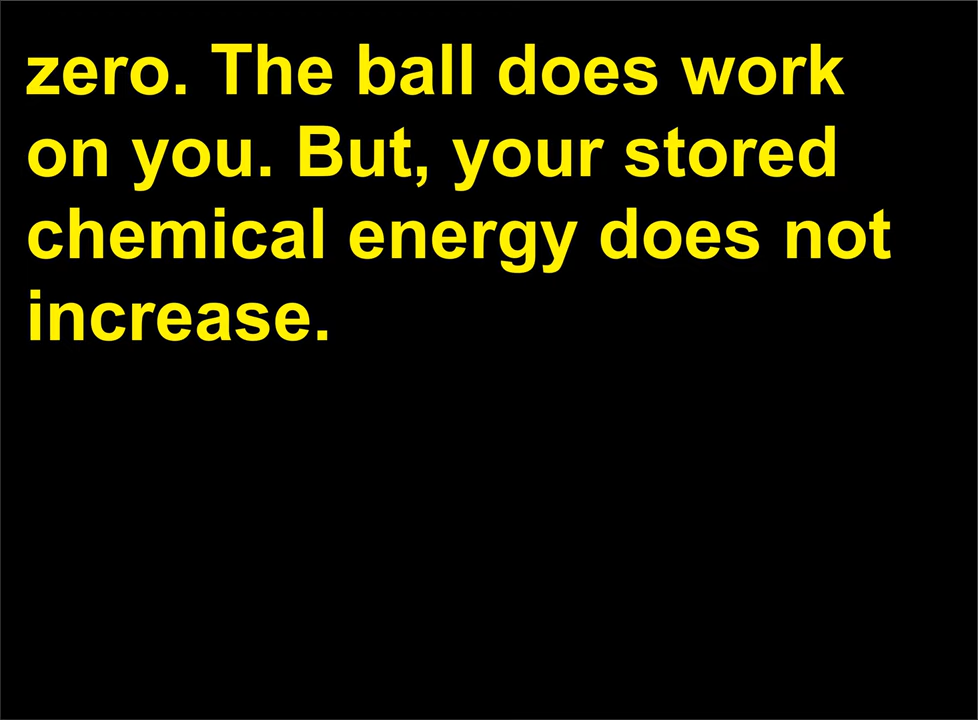 zero. The ball does work
on you. But, your stored
chemical energy does not
increase.